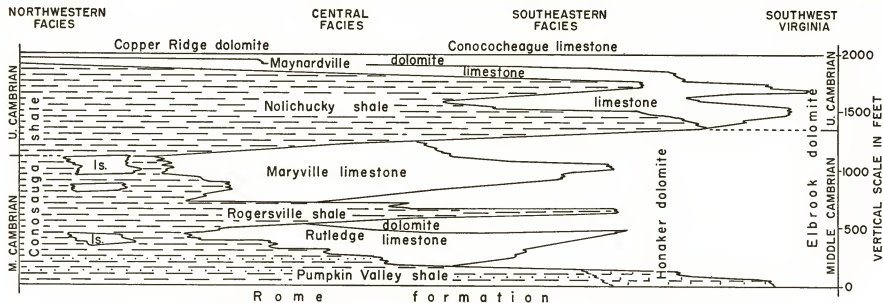 NORTHWESTERN FACIES
CENTRAL FACIES
SOUTHEASTERN FACIES
SOUTHWEST VIRGINIA
Copper Ridge dolomite
Conococheague limestone
Maynardville dolomite
limestone
Nolichucky shale
limestone
ls.
Maryville limestone
Rogersville shale
dolomite
ls.
Rutledge limestone
Pumpkin Valley shale
Rome formation
U. CAMBRIAN
M. CAMBRIAN
Conosauga shale
Honaker dolomite
Elbrook dolomite
U. CAMBRIAN
MIDDLE CAMBRIAN
2000
1500
1000
500
0
VERTICAL SCALE IN FEET